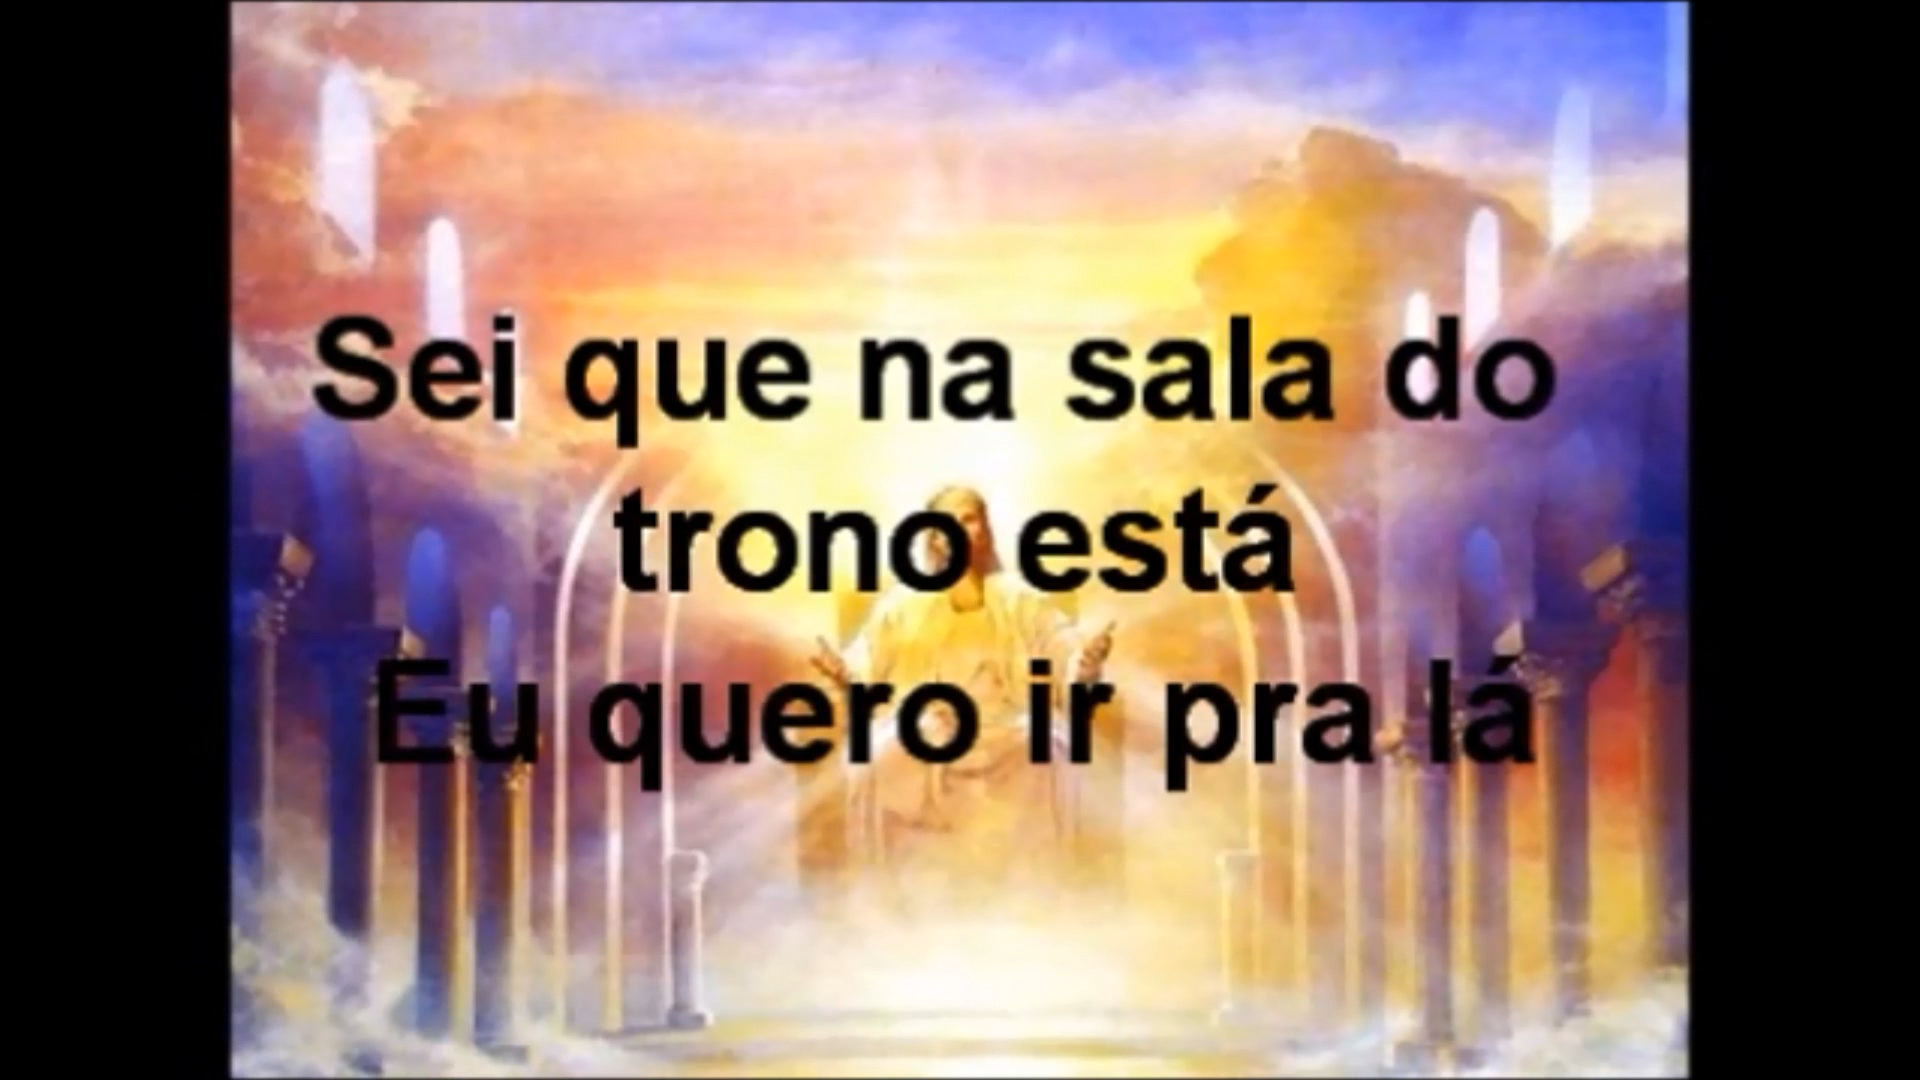 Sei que na sala do
trono está
Eu quero ir pra lá